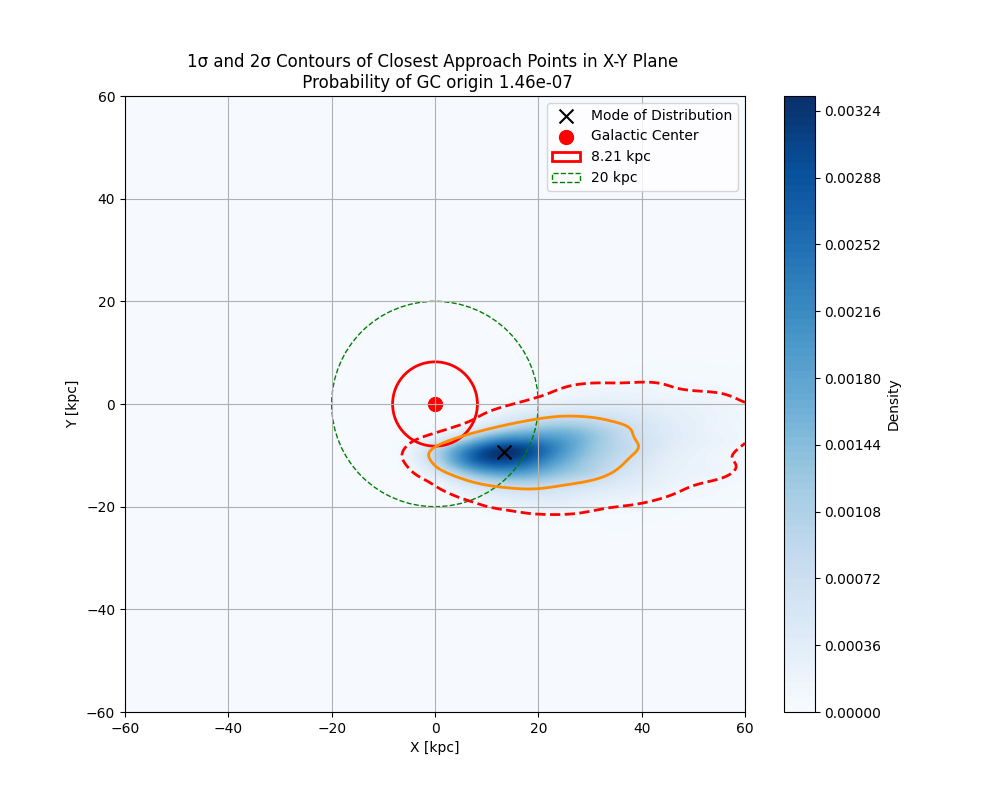 1σ and 2σ Contours of Closest Approach Points in X-Y Plane
Probability of GC origin 1.46e-07
60
40
20
0
−20
−40
−60
Y [kpc]
−60
−40
−20
0
20
40
60
X [kpc]
Mode of Distribution
Galactic Center
8.21 kpc
20 kpc
0.00324
0.00288
0.00252
0.00216
0.00180
0.00144
0.00108
0.00072
0.00036
0.00000
Density